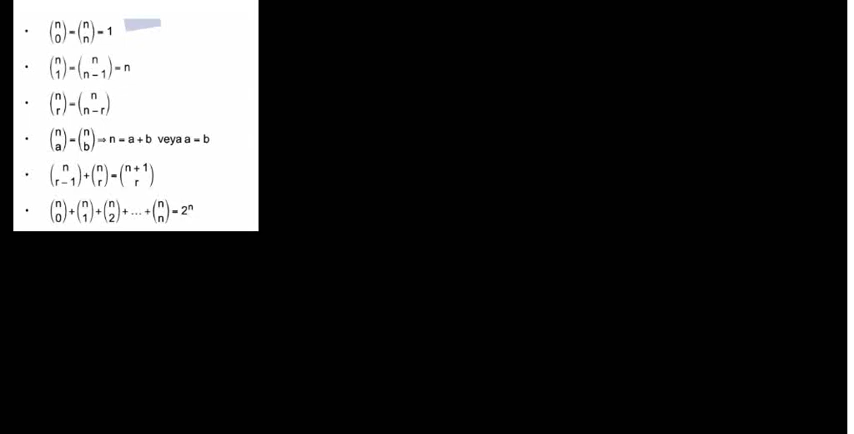 • (n 0) = (n n) = 1
• (n 1) = (n n – 1) = n
• (n r) = (n n – r)
• (n a) = (n b) ⇒ n = a + b veya a = b
• (n r – 1) + (n r) = (n + 1 r)
• (n 0) + (n 1) + (n 2) + ... + (n n) = 2ⁿ